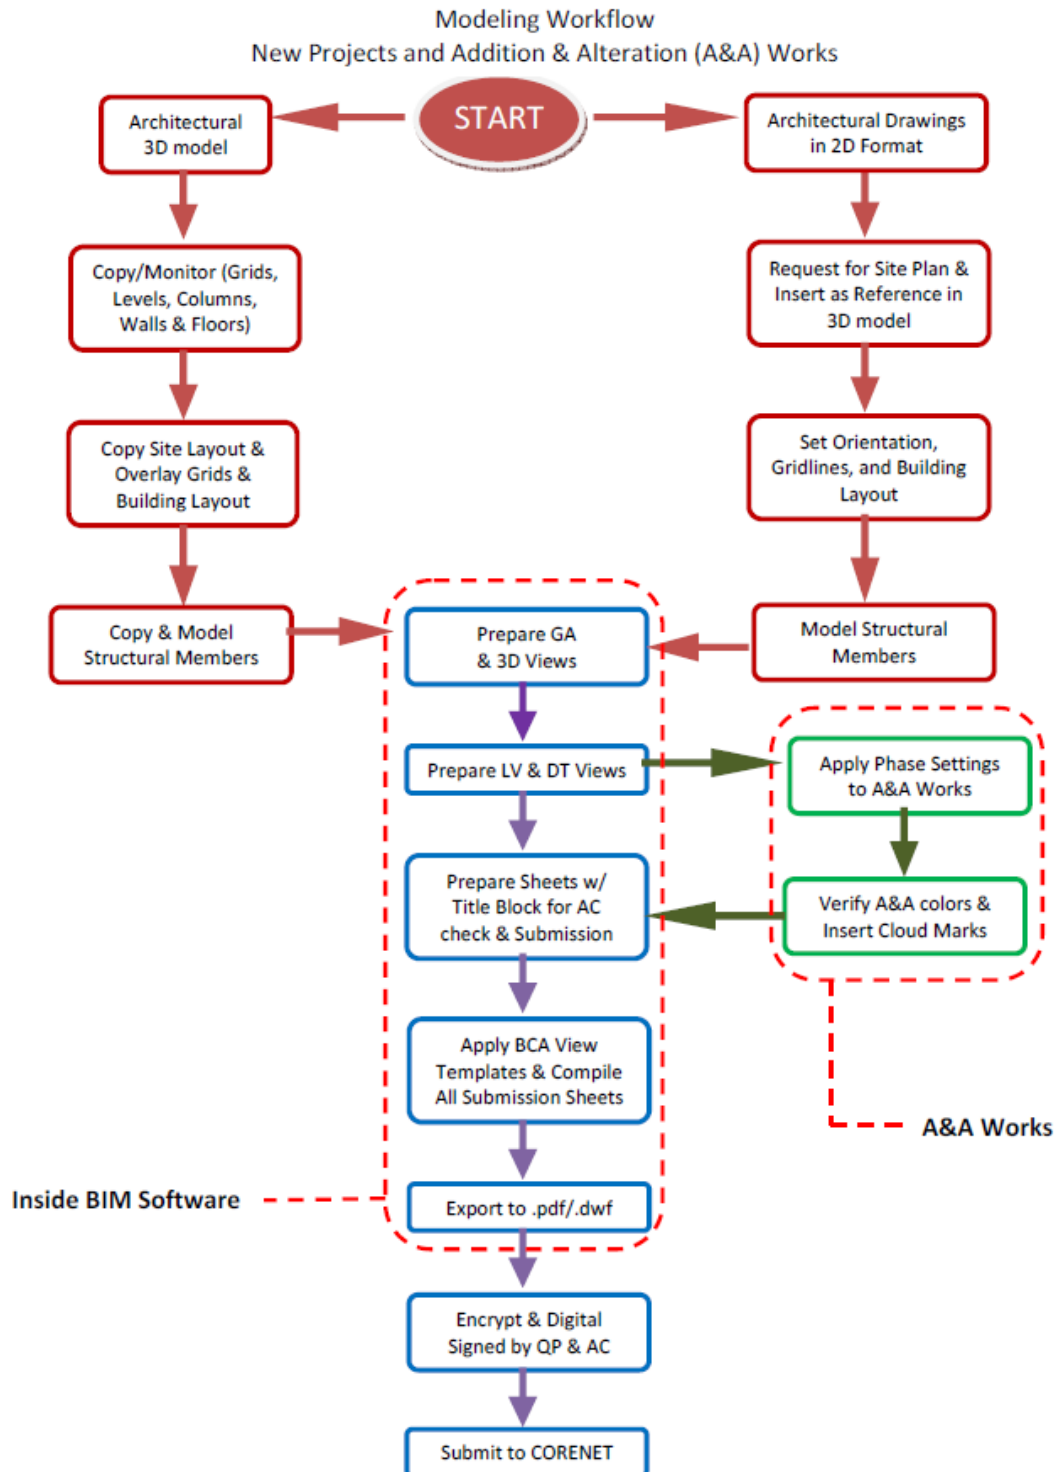 Modeling Workflow
New Projects and Addition & Alteration (A&A) Works
START
Architectural
3D model
Architectural Drawings
in 2D Format
Copy/Monitor (Grids,
Levels, Columns,
Walls & Floors)
Request for Site Plan &
Insert as Reference in
3D model
Copy Site Layout &
Overlay Grids &
Building Layout
Set Orientation,
Gridlines, and Building
Layout
Copy & Model
Structural Members
Prepare GA
& 3D Views
Model Structural
Members
Prepare LV & DT Views
Apply Phase Settings
to A&A Works
Prepare Sheets w/
Title Block for AC
check & Submission
Verify A&A colors &
Insert Cloud Marks
Apply BCA View
Templates & Compile
All Submission Sheets
A&A Works
Inside BIM Software
Export to .pdf/.dwf
Encrypt & Digital
Signed by QP & AC
Submit to CORENET